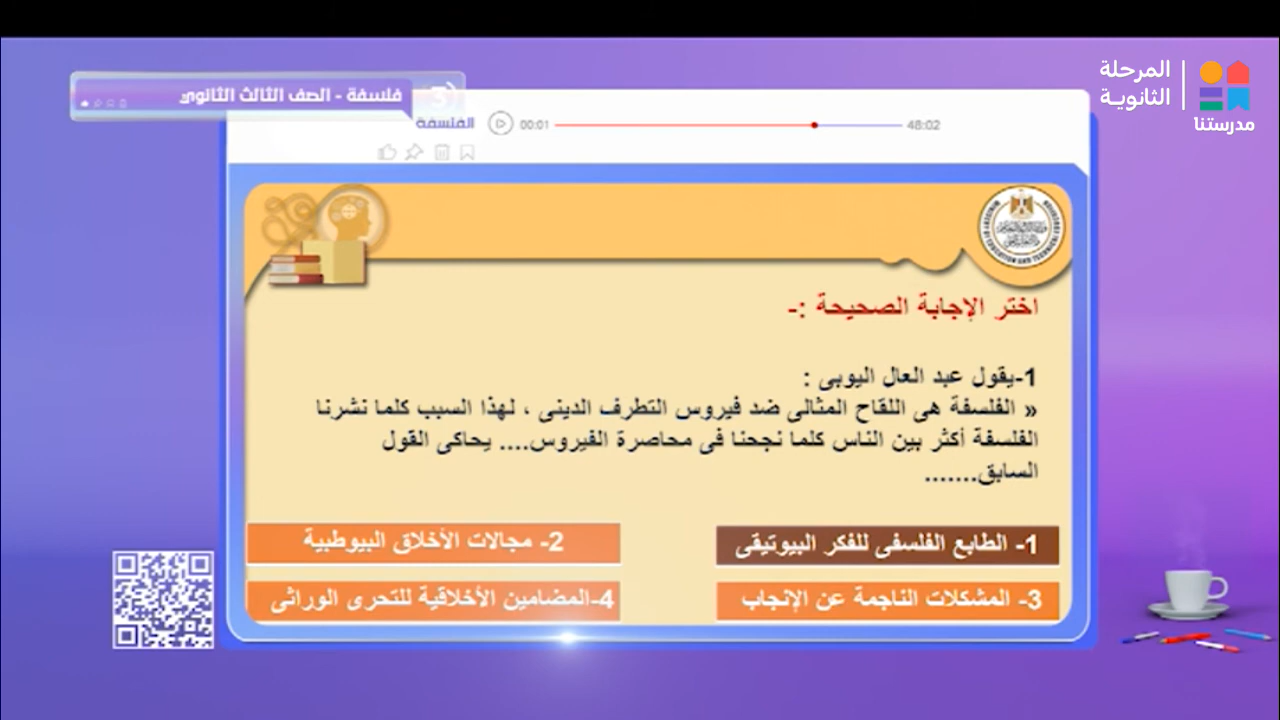 المرحلة
الثانوية
مدرستنا
فلسفة - الصف الثالث الثانوي
الفلسفة
00:01
48:02
اختر الإجابة الصحيحة :-
1-يقول عبد العال اليوبى :
« الفلسفة هى اللقاح المثالى ضد فيروس التطرف الدينى ، لهذا السبب كلما نشرنا
الفلسفة أكثر بين الناس كلما نجحنا فى محاصرة الفيروس.... يحاكى القول
السابق.......
1- الطابع الفلسفى للفكر البيوتيقى
2- مجالات الأخلاق البيوطبية
3- المشكلات الناجمة عن الإنجاب
4-المضامين الأخلاقية للتحرى الوراثى